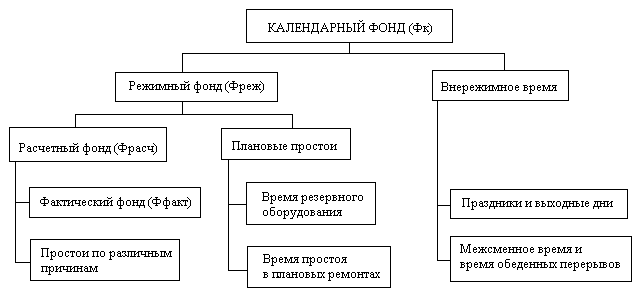 КАЛЕНДАРНЫЙ ФОНД (Фк)
Режимный фонд (Фреж)
Внережимное время
Расчетный фонд (Фрасч)
Плановые простои
Фактический фонд (Ффакт)
Время резервного
оборудования
Праздники и выходные дни
Простои по различным
причинам
Время простоя
в плановых ремонтах
Межсменное время и
время обеденных перерывов